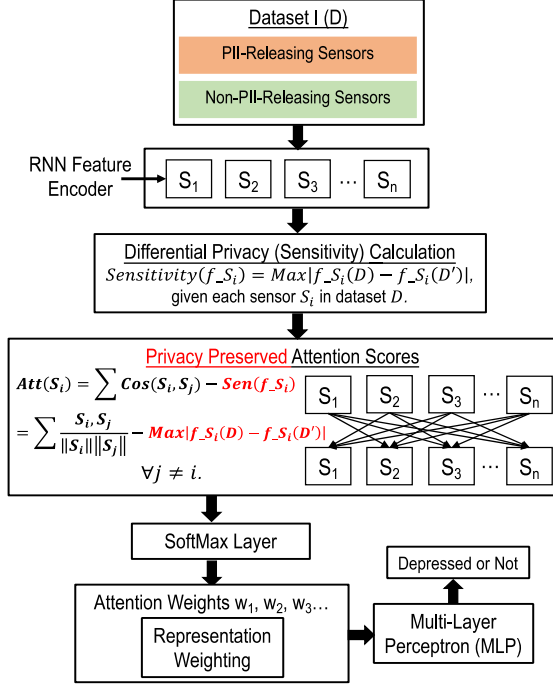 Dataset I (D)
PII-Releasing Sensors
Non-PII-Releasing Sensors
RNN Feature
Encoder
S₁ S₂ S₃ ⋯ Sₙ
Differential Privacy (Sensitivity) Calculation
Sensitivity(f_Sᵢ) = Max|f_Sᵢ(D) − f_Sᵢ(D′)|,
given each sensor Sᵢ in dataset D.
Privacy Preserved Attention Scores
Att(Sᵢ) = ∑ Cos(Sᵢ, Sⱼ) − Sen(f_Sᵢ)
= ∑ Sᵢ, Sⱼ / ‖Sᵢ‖‖Sⱼ‖ − Max|f_Sᵢ(D) − f_Sᵢ(D′)|
∀j ≠ i.
S₁ S₂ S₃ ⋯ Sₙ
S₁ S₂ S₃ ⋯ Sₙ
SoftMax Layer
Attention Weights w₁, w₂, w₃…
Representation
Weighting
Depressed or Not
Multi-Layer
Perceptron (MLP)